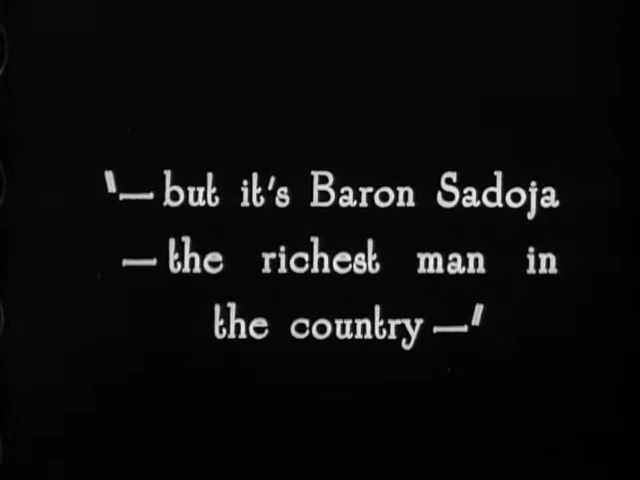 "—but it's Baron Sadoja
—the richest man in
the country—"